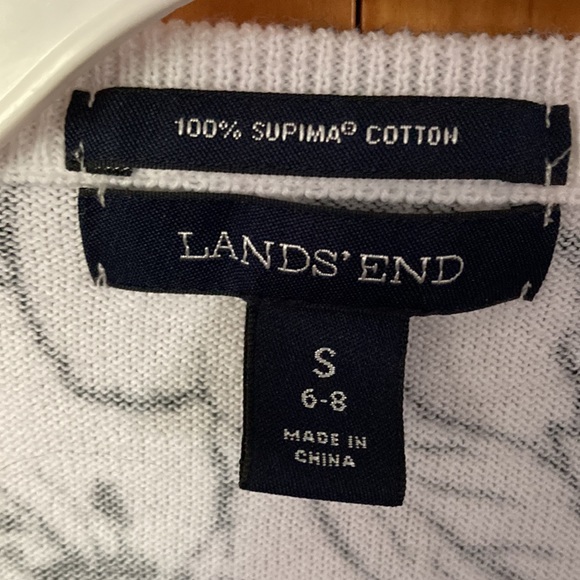 100% SUPIMA® COTTON
LANDS' END
S
6-8
MADE IN
CHINA